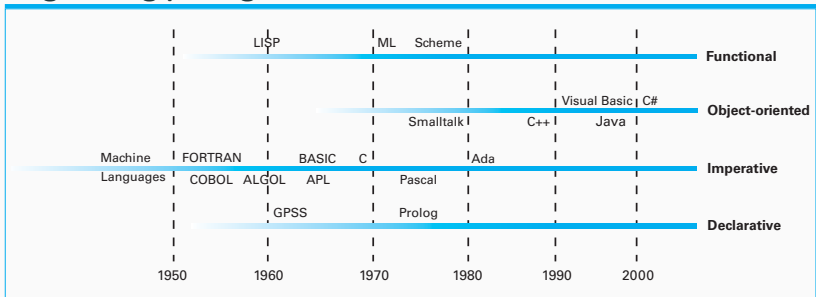 LISP ML Scheme
Functional
Visual Basic C#
Object-oriented
Smalltalk C++ Java
Machine FORTRAN BASIC C Ada
Imperative
Languages COBOL ALGOL APL Pascal
GPSS Prolog
Declarative
1950 1960 1970 1980 1990 2000